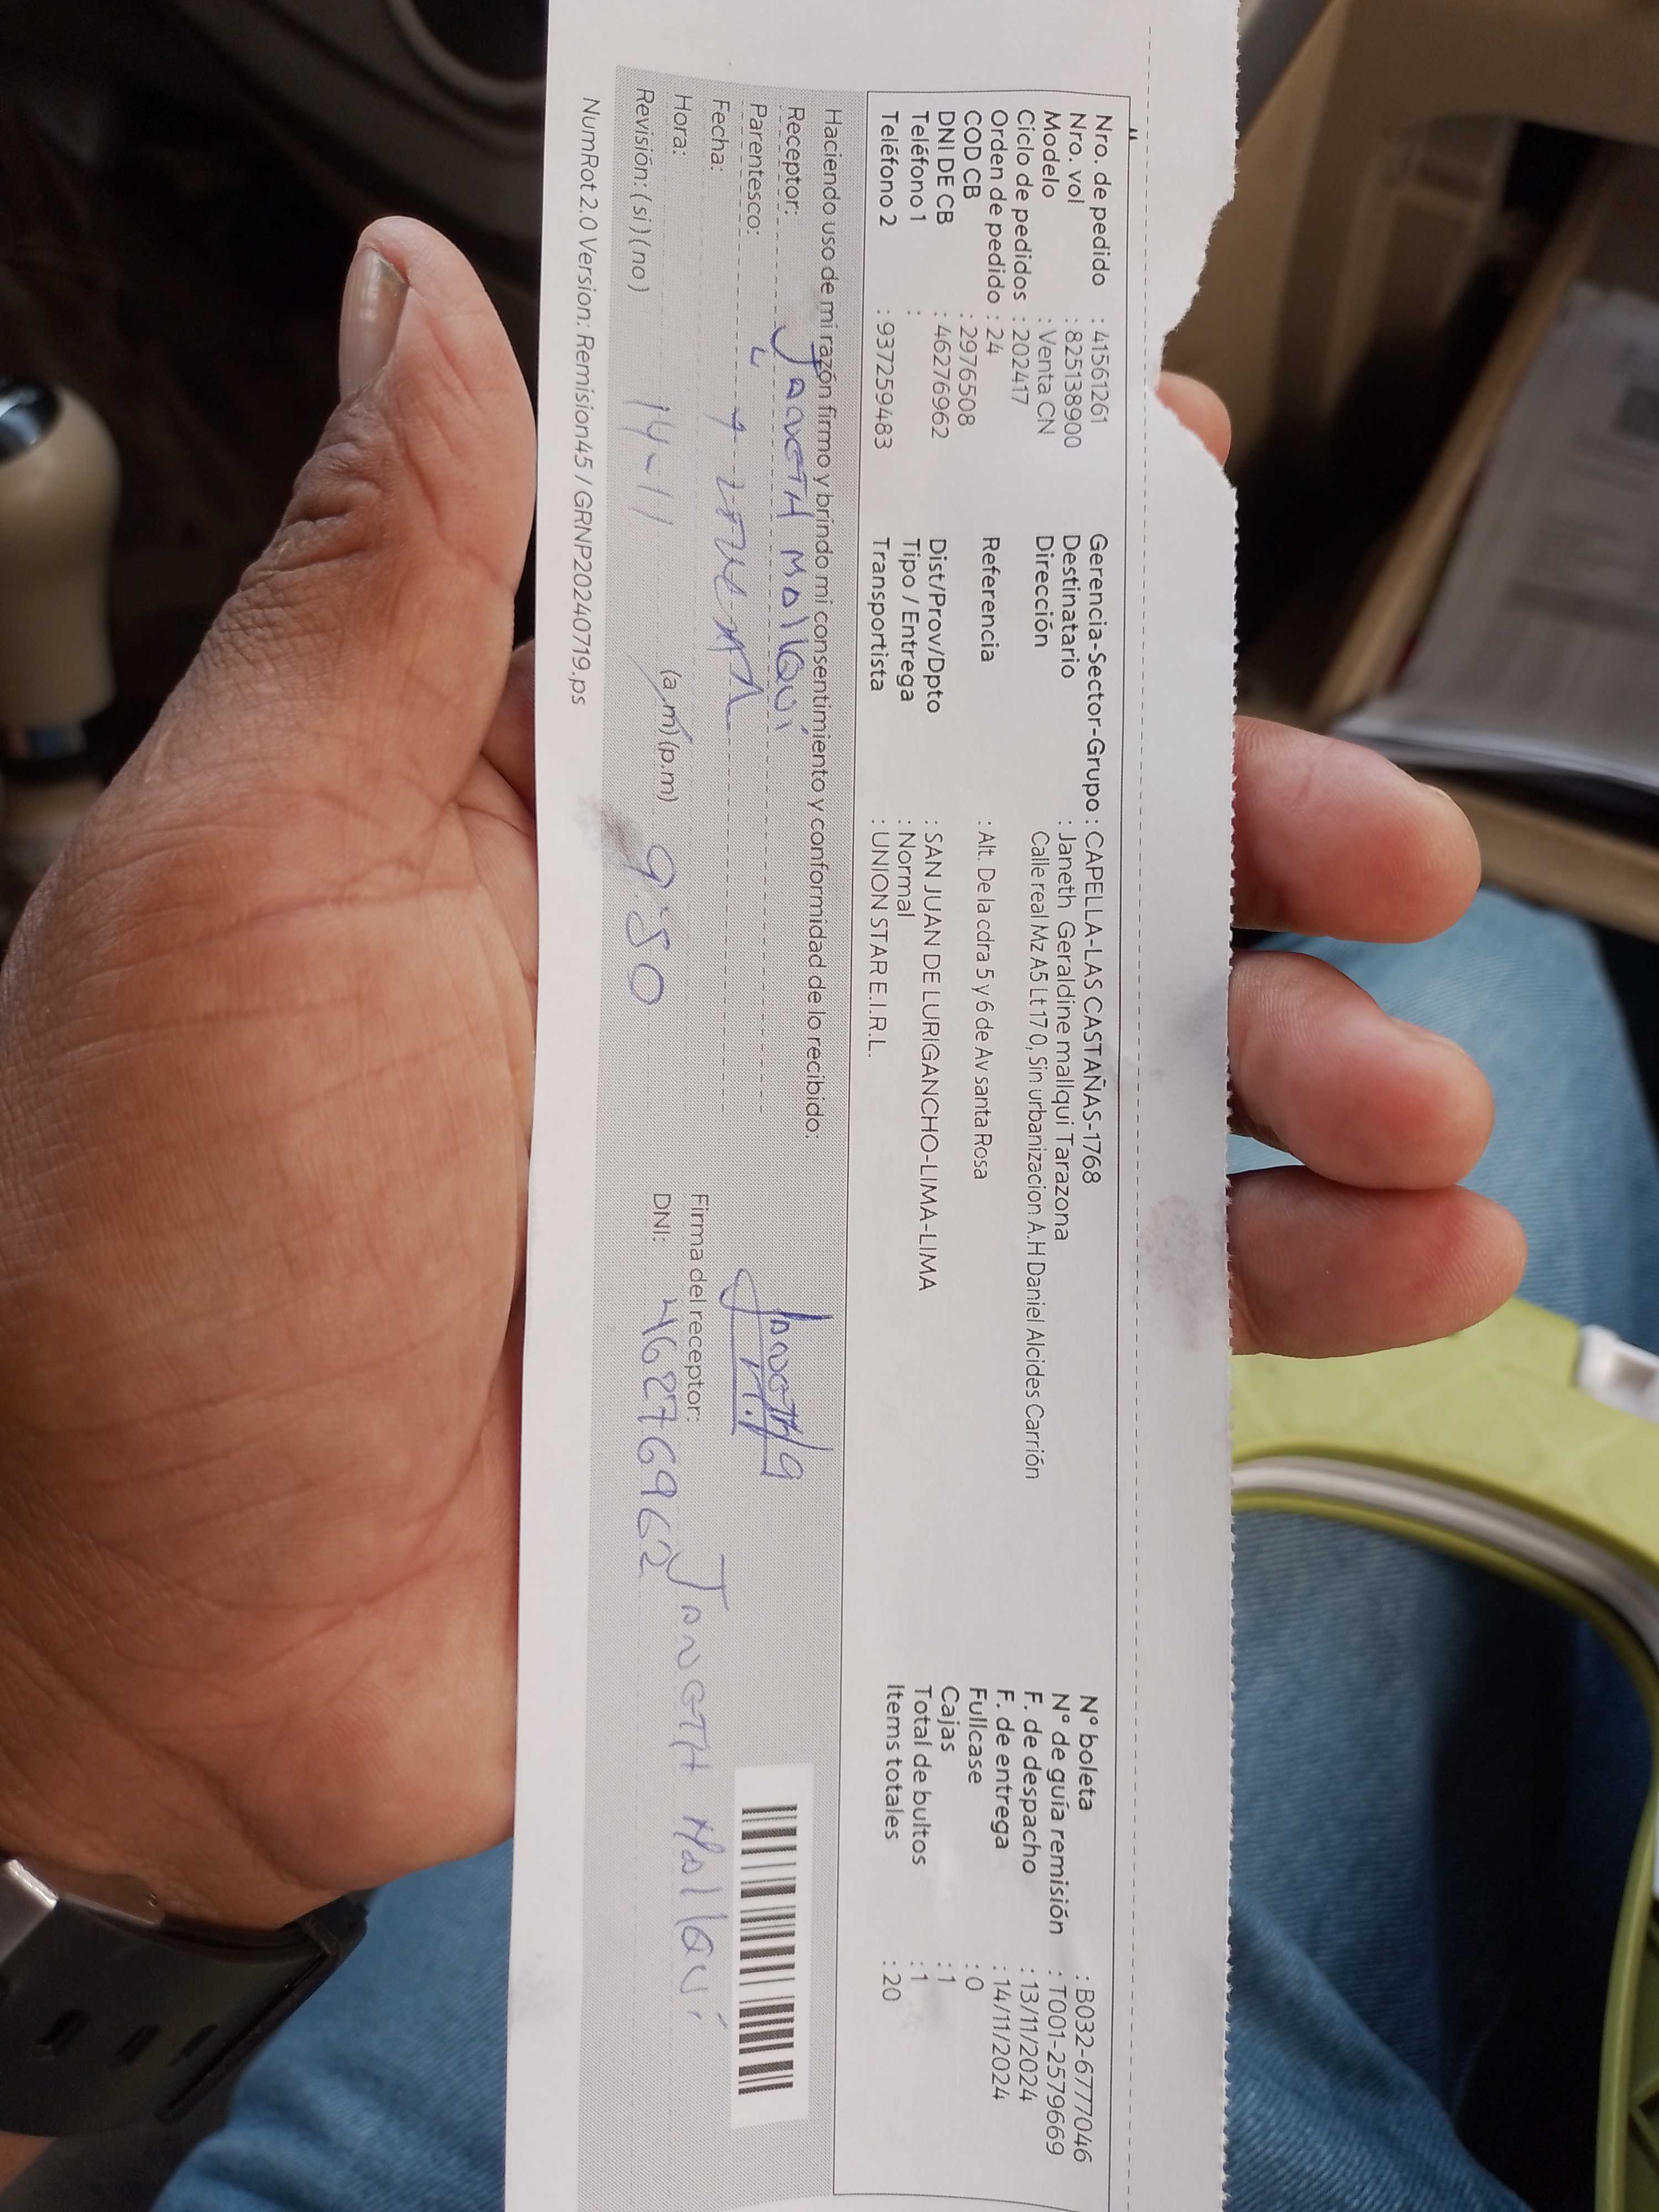 Nro. de pedido : 41561261
Nro. vol : 825138900
Modelo : Venta CN
Ciclo de pedidos : 202417
Orden de pedido : 24
COD CB : 2976508
DNI DE CB : 46276962
Teléfono 1 :
Teléfono 2 : 937259483
Gerencia-Sector-Grupo : CAPELLA-LAS CASTAÑAS-1768
Destinatario : Janeth Geraldine mallqui Tarazona
Dirección Calle real Mz A5 Lt 17 0, Sin urbanizacion A.H Daniel Alcides Carrión
Referencia : Alt. De la cdra 5 y 6 de Av santa Rosa
Dist/Prov/Dpto : SAN JUAN DE LURIGANCHO-LIMA-LIMA
Tipo / Entrega : Normal
Transportista : UNION STAR E.I.R.L.
N° boleta : B032-6777046
N° de guía remisión : T001-2579669
F. de despacho : 13/11/2024
F. de entrega : 14/11/2024
Fullcase : 0
Cajas : 1
Total de bultos : 1
Items totales : 20
Haciendo uso de mi razón firmo y brindo mi consentimiento y conformidad de lo recibido:
Receptor: JANETH MAllQui
Parentesco:
Fecha:
Hora: (a.m) (p.m) 9:50
Revisión: (si) (no) 14-11
Firma del receptor: JANETH MAllQui
DNI: 46276962
NumRot 2.0 Version: Remision45 / GRNP20240719.ps